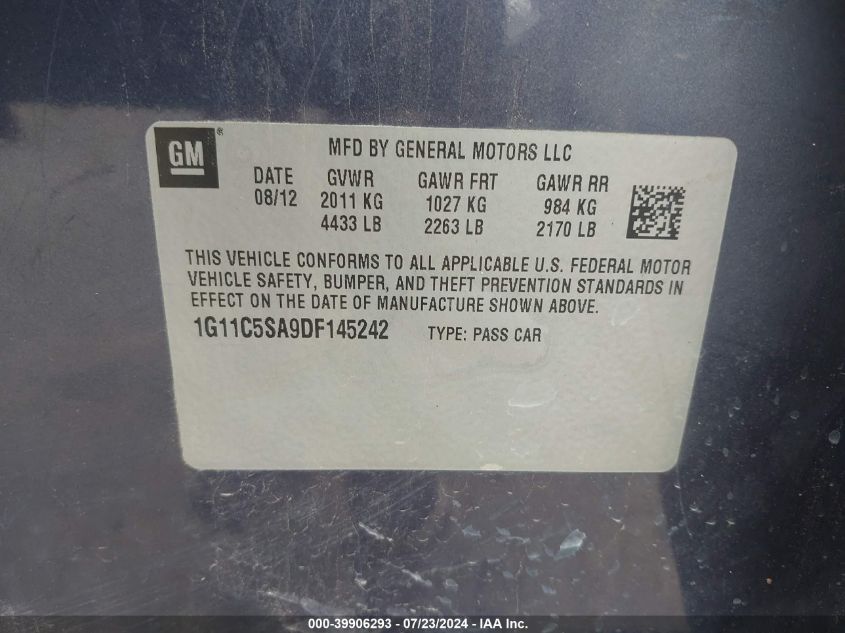 GM ®
MFD BY GENERAL MOTORS LLC
DATE GVWR GAWR FRT GAWR RR
08/12 2011 KG 1027 KG 984 KG
4433 LB 2263 LB 2170 LB
THIS VEHICLE CONFORMS TO ALL APPLICABLE U.S. FEDERAL MOTOR
VEHICLE SAFETY, BUMPER, AND THEFT PREVENTION STANDARDS IN
EFFECT ON THE DATE OF MANUFACTURE SHOWN ABOVE.
1G11C5SA9DF145242 TYPE: PASS CAR
000-39906293 - 07/23/2024 - IAAI.com